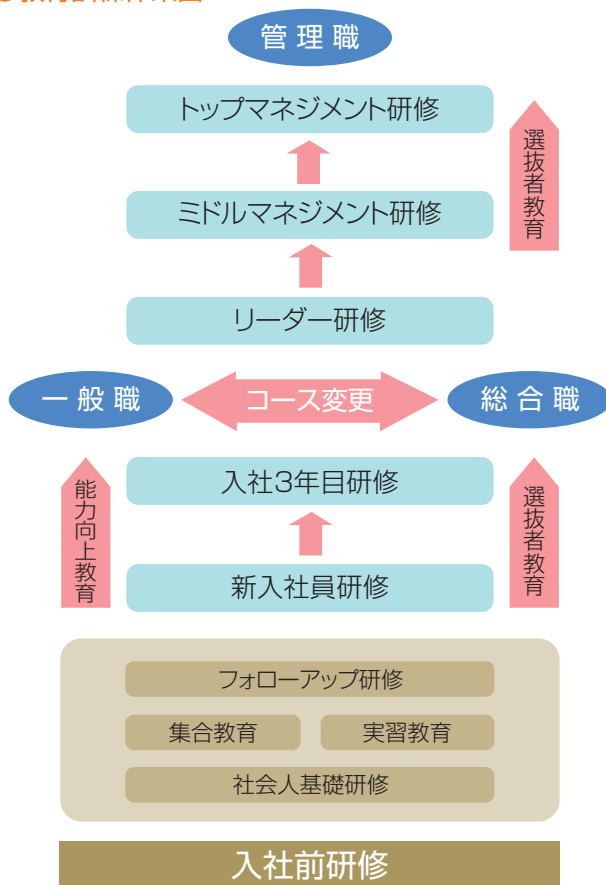 管理職
トップマネジメント研修
選抜者教育
ミドルマネジメント研修
リーダー研修
一般職
コース変更
総合職
能力向上教育
入社3年目研修
選抜者教育
新入社員研修
フォローアップ研修
集合教育
実習教育
社会人基礎研修
入社前研修